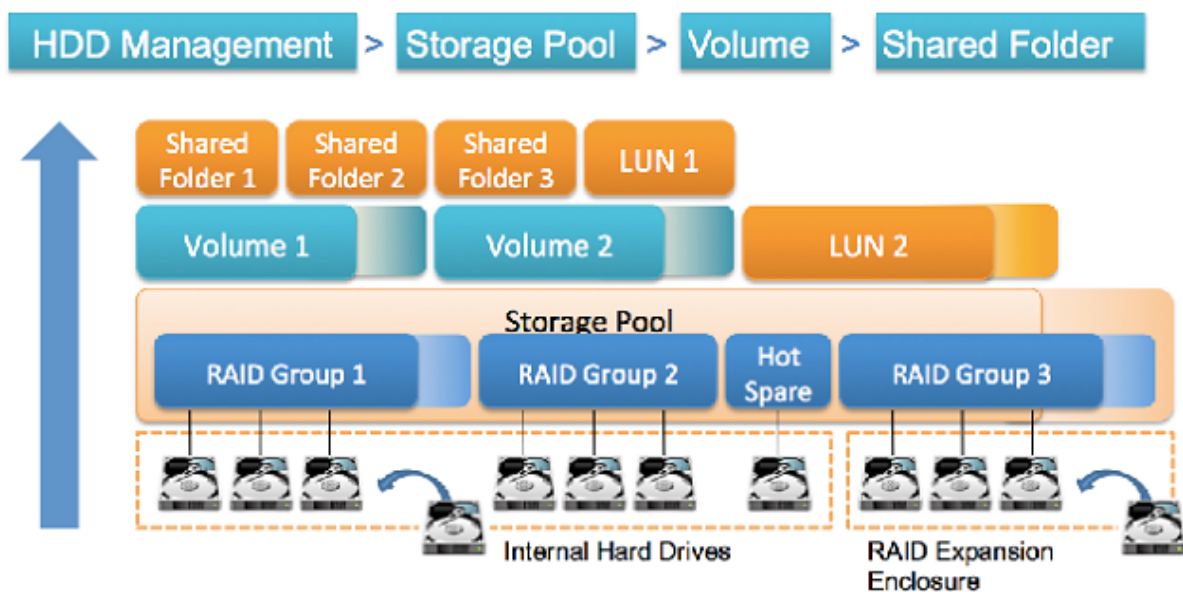 HDD Management > Storage Pool > Volume > Shared Folder
Shared
Folder 1
Shared
Folder 2
Shared
Folder 3
LUN 1
Volume 1
Volume 2
LUN 2
Storage Pool
RAID Group 1
RAID Group 2
Hot
Spare
RAID Group 3
Internal Hard Drives
RAID Expansion
Enclosure